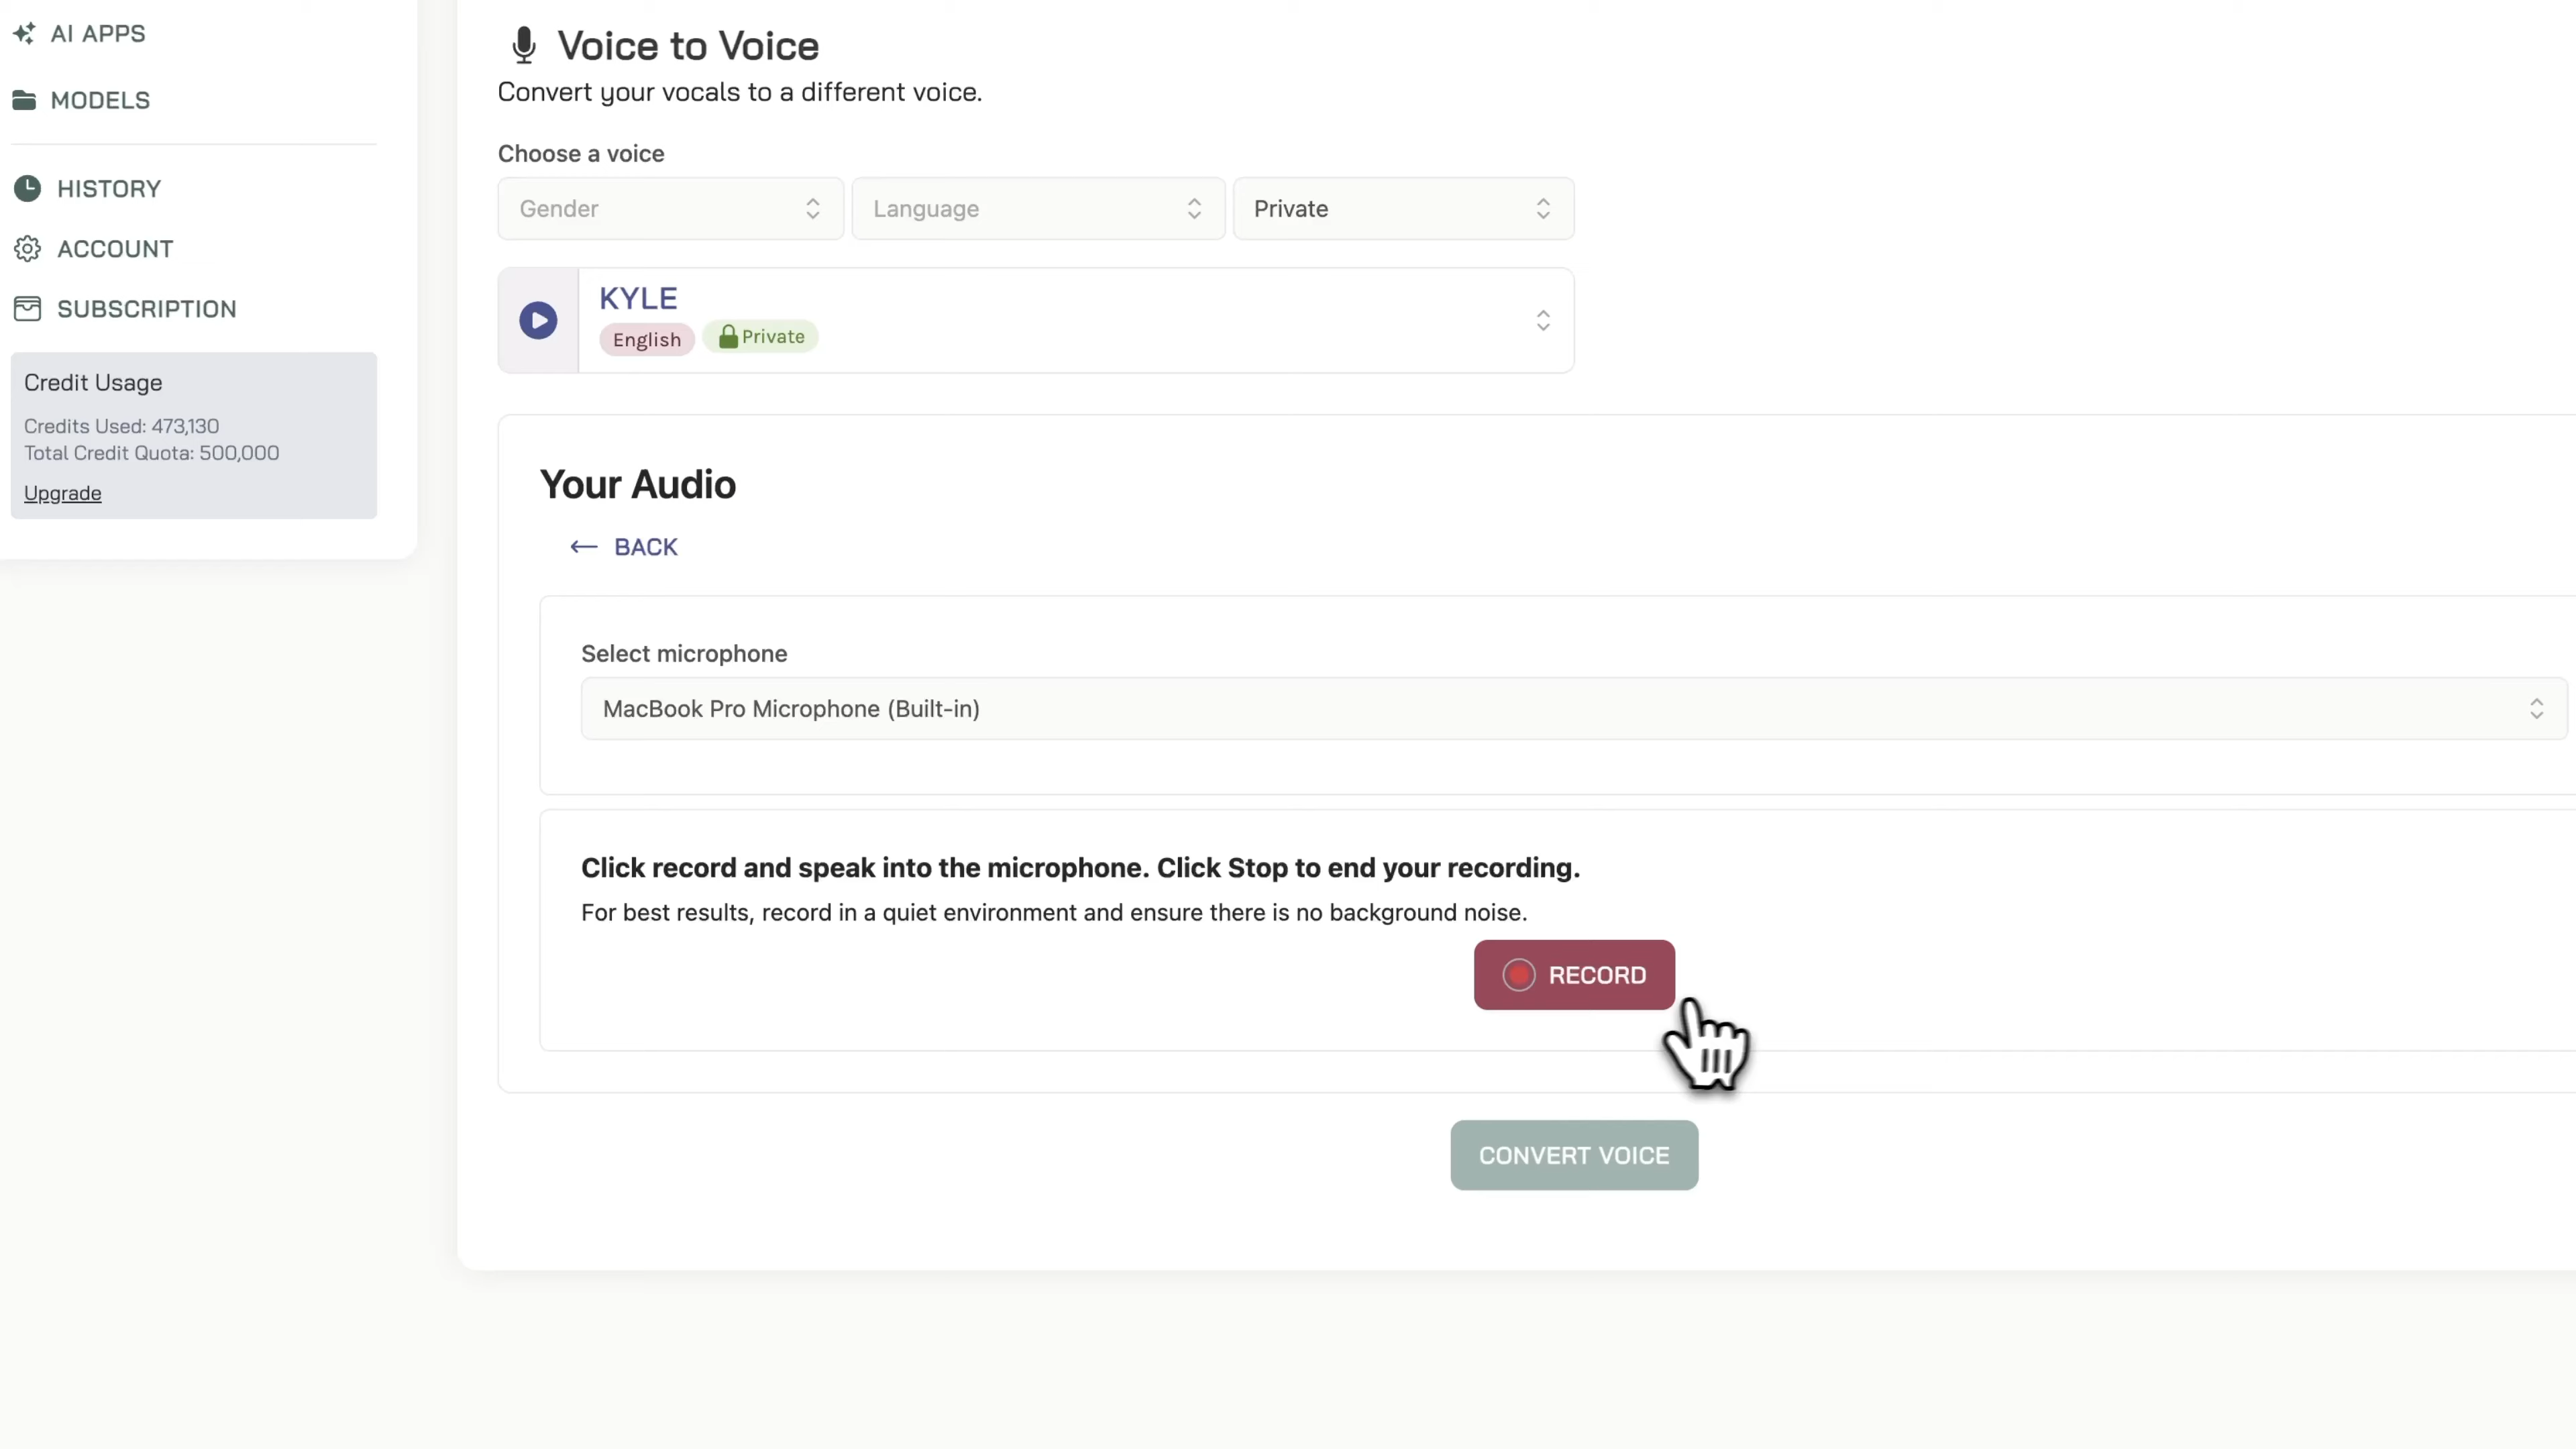 AI APPS
MODELS
HISTORY
ACCOUNT
SUBSCRIPTION
Credit Usage
Credits Used: 473,130
Total Credit Quota: 500,000
Upgrade
Voice to Voice
Convert your vocals to a different voice.
Choose a voice
Gender
Language
Private
KYLE
English
Private
Your Audio
← BACK
Select microphone
MacBook Pro Microphone (Built-in)
Click record and speak into the microphone. Click Stop to end your recording.
For best results, record in a quiet environment and ensure there is no background noise.
RECORD
CONVERT VOICE